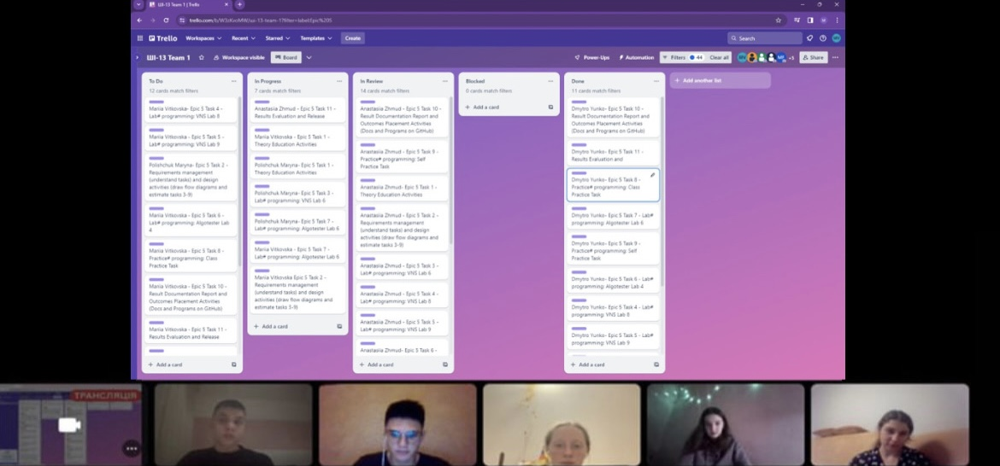 ШІ-13 Team 1 | Trello
trello.com/b/W3cKvcMW/ші-13-team-1?filter=label:Epic%205
Trello Workspaces Recent Starred Templates Create Search
ШІ-13 Team 1 Workspace visible Board Power-Ups Automation Filters 44 Clear all +5 Share
To Do
12 cards match filters
Mariia Vitkovska- Epic 5 Task 4 -
Lab# programming: VNS Lab 8
Mariia Vitkovska - Epic 5 Task 5 -
Lab# programming: VNS Lab 9
Polishchuk Maryna- Epic 5 Task 2 -
Requirements management
(understand tasks) and design
activities (draw flow diagrams and
estimate tasks 3-9)
Mariia Vitkovska - Epic 5 Task 6 -
Lab# programming: Algotester Lab
4
Mariia Vitkovska - Epic 5 Task 8 -
Practice# programming: Class
Practice Task
Mariia Vitkovska - Epic 5 Task 10 -
Result Documentation Report and
Outcomes Placement Activities
(Docs and Programs on GitHub)
Mariia Vitkovska - Epic 5 Task 11 -
Results Evaluation and Release
Add a card
In Progress
7 cards match filters
Anastasiia Zhmud - Epic 5 Task 11 -
Results Evaluation and Release
Mariia Vitkovska - Epic 5 Task 1 -
Theory Education Activities
Polishchuk Maryna - Epic 5 Task 1 -
Theory Education Activities
Polishchuk Maryna- Epic 5 Task 3 -
Lab# programming: VNS Lab 6
Polishchuk Maryna - Epic 5 Task 7 -
Lab# programming: Algotester Lab 6
Mariia Vitkovska - Epic 5 Task 7 -
Lab# programming: Algotester Lab 6
Mariia Vitkovska Epic 5 Task 2 -
Requirements management
(understand tasks) and design
activities (draw flow diagrams and
estimate tasks 3-9)
Add a card
In Review
14 cards match filters
Anastasiia Zhmud - Epic 5 Task 10 -
Result Documentation Report and
Outcomes Placement Activities
(Docs and Programs on GitHub)
Anastasiia Zhmud - Epic 5 Task 9 -
Practice# programming: Self
Practice Task
Anastasiia Zhmud- Epic 5 Task 1 -
Theory Education Activities
Anastasiia Zhmud - Epic 5 Task 2 -
Requirements management
(understand tasks) and design
activities (draw flow diagrams and
estimate tasks 3-9)
Anastasiia Zhmud - Epic 5 Task 3 -
Lab# programming: VNS Lab 6
Anastasiia Zhmud - Epic 5 Task 4 -
Lab# programming: VNS Lab 8
Anastasiia Zhmud - Epic 5 Task 5 -
Lab# programming: VNS Lab 9
Anastasiia Zhmud- Epic 5 Task 6 -
Add a card
Blocked
0 cards match filters
Add a card
Done
11 cards match filters
Dmytro Yunko- Epic 5 Task 10 -
Result Documentation Report and
Outcomes Placement Activities
(Docs and Programs on GitHub)
Dmytro Yunko- Epic 5 Task 11 -
Results Evaluation and
Dmytro Yunko- Epic 5 Task 8 -
Practice# programming: Class
Practice Task
Dmytro Yunko- Epic 5 Task 7 - Lab#
programming: Algotester Lab 6
Dmytro Yunko- Epic 5 Task 9 -
Practice# programming: Self
Practice Task
Dmytro Yunko- Epic 5 Task 6 - Lab#
programming: Algotester Lab 4
Dmytro Yunko- Epic 5 Task 4 - Lab#
programming: VNS Lab 8
Dmytro Yunko- Epic 5 Task 5 - Lab#
programming: VNS Lab 9
Add a card
Add another list
ТРАНСЛЯЦІЯ